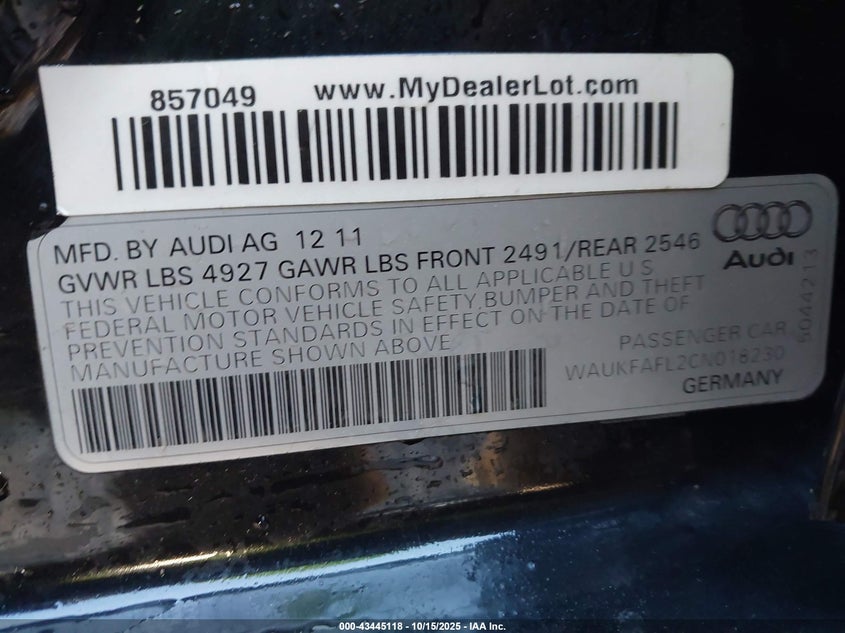 857049 www.MyDealerLot.com
MFD. BY AUDI AG 12 11
GVWR LBS 4927 GAWR LBS FRONT 2491/REAR 2546
THIS VEHICLE CONFORMS TO ALL APPLICABLE U S
FEDERAL MOTOR VEHICLE SAFETY, BUMPER AND THEFT
PREVENTION STANDARDS IN EFFECT ON THE DATE OF
MANUFACTURE SHOWN ABOVE
PASSENGER CAR
WAUKFAFL2CN018230
GERMANY
Audi
5044213
000-43445118 - 10/15/2025 - IAA Inc.